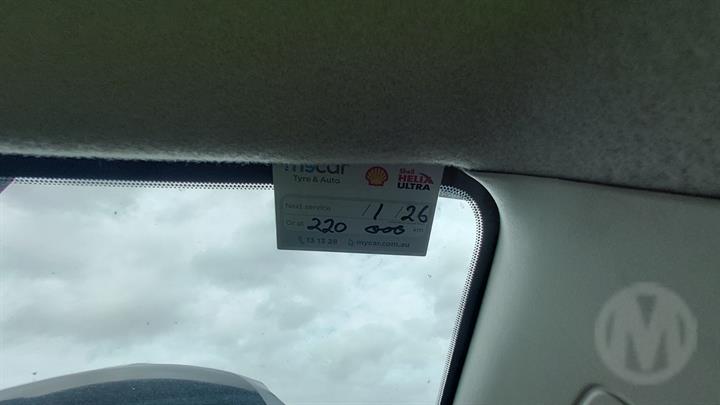 mycar
Tyre & Auto
Shell
HELIX
ULTRA
Next service / 1 / 26
Or at 220 000 km
13 13 28 mycar.com.au
M